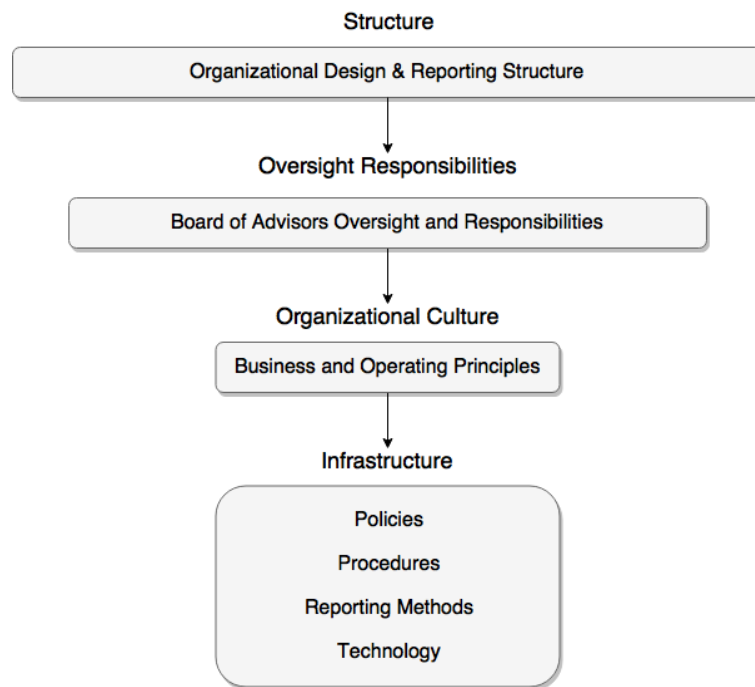 Structure
Organizational Design & Reporting Structure
Oversight Responsibilities
Board of Advisors Oversight and Responsibilities
Organizational Culture
Business and Operating Principles
Infrastructure
Policies
Procedures
Reporting Methods
Technology